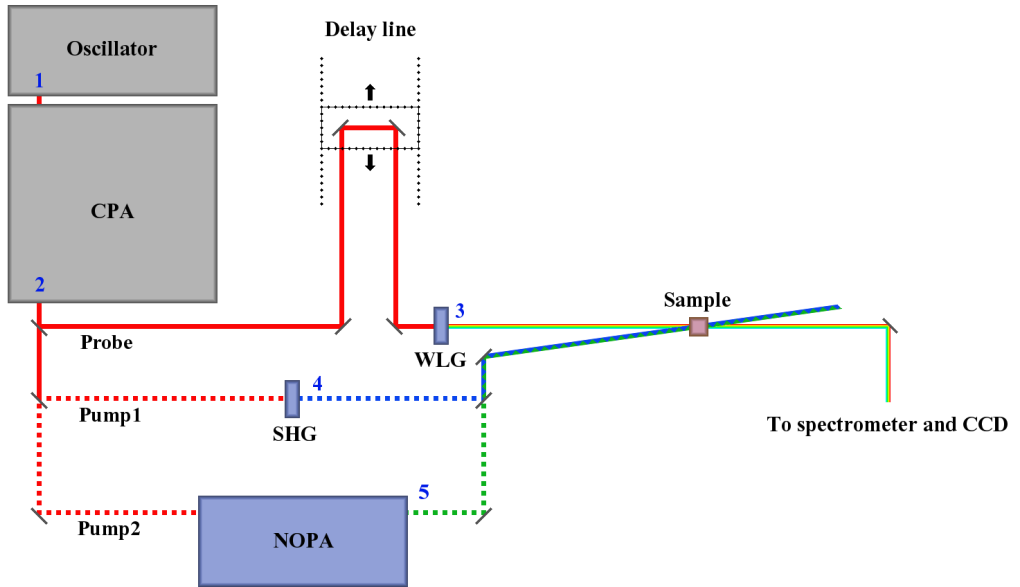 Delay line
Oscillator
1
CPA
2
Probe
3
WLG
Sample
Pump1
4
SHG
To spectrometer and CCD
Pump2
NOPA
5